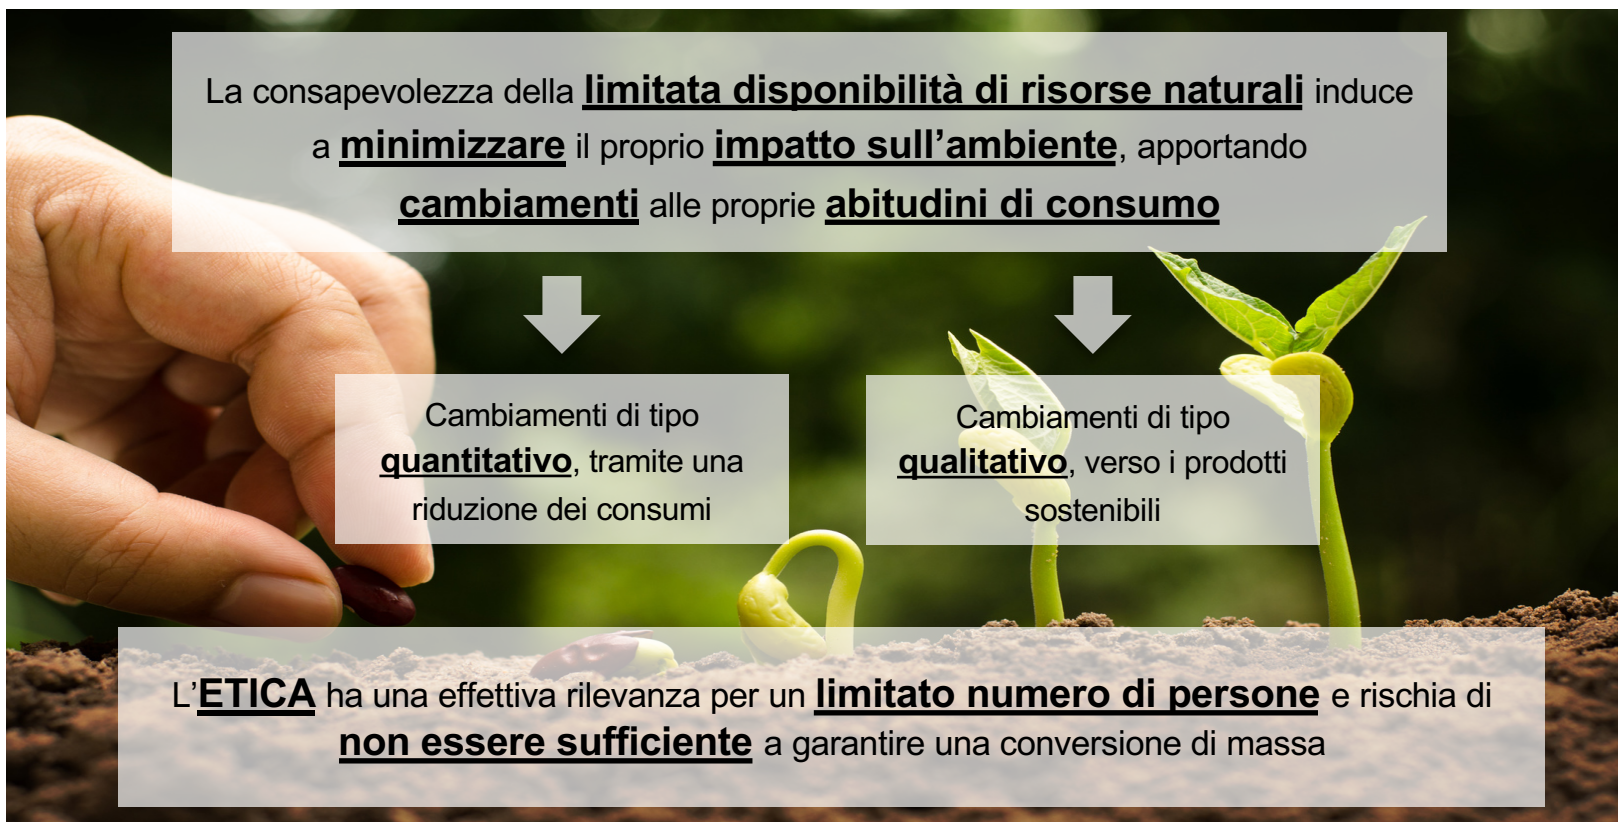 La consapevolezza della limitata disponibilità di risorse naturali induce
a minimizzare il proprio impatto sull’ambiente, apportando
cambiamenti alle proprie abitudini di consumo
Cambiamenti di tipo
quantitativo, tramite una
riduzione dei consumi
Cambiamenti di tipo
qualitativo, verso i prodotti
sostenibili
L’ETICA ha una effettiva rilevanza per un limitato numero di persone e rischia di
non essere sufficiente a garantire una conversione di massa